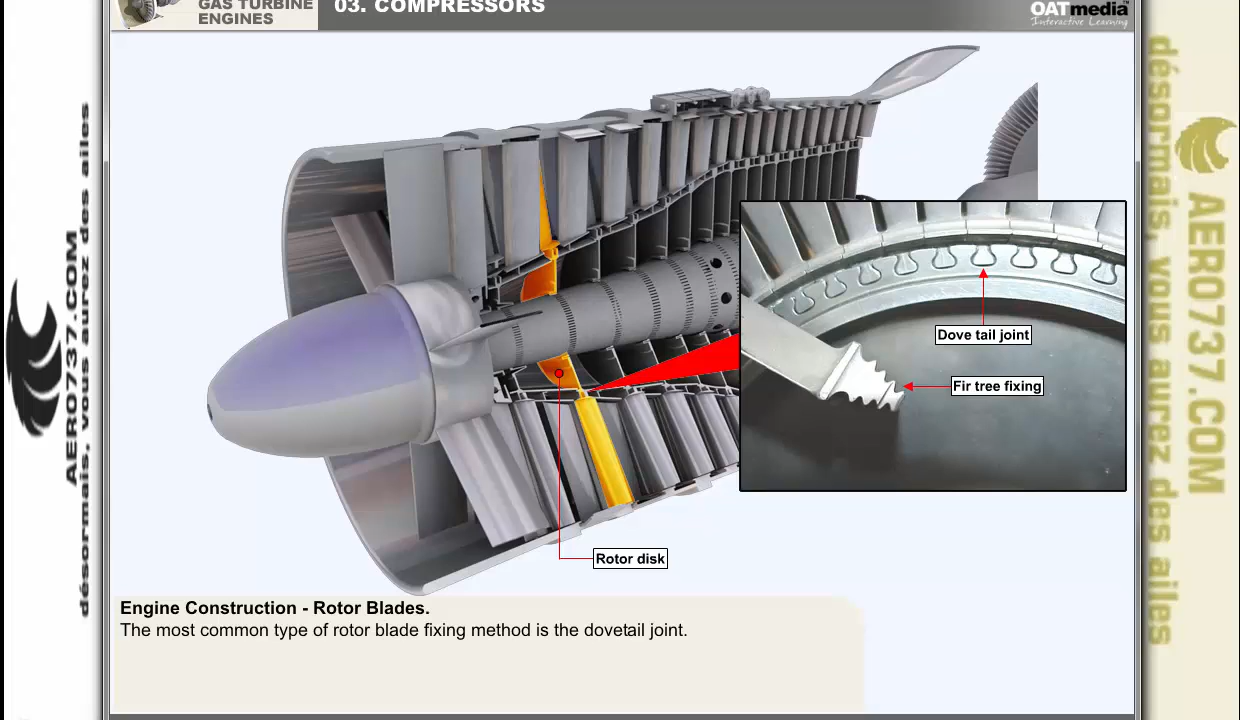 GAS TURBINE
ENGINES
03. COMPRESSORS
OATmedia™
Interactive Learning
Dove tail joint
Fir tree fixing
Rotor disk
Engine Construction - Rotor Blades.
The most common type of rotor blade fixing method is the dovetail joint.
AERO737.COM
désormais, vous aurez des ailes
AERO737.COM
désormais, vous aurez des ailes